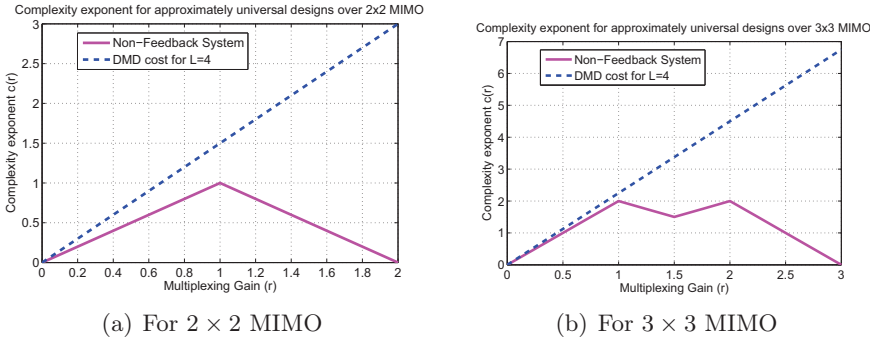 Complexity exponent for approximately universal designs over 2x2 MIMO
Complexity exponent c(r)
3
2.5
2
1.5
1
0.5
0
Non−Feedback System
DMD cost for L=4
0 0.2 0.4 0.6 0.8 1 1.2 1.4 1.6 1.8 2
Multiplexing Gain (r)
(a) For 2 × 2 MIMO
Complexity exponent for approximately universal designs over 3x3 MIMO
Complexity exponent c(r)
7
6
5
4
3
2
1
0
Non−Feedback System
DMD cost for L=4
0 0.5 1 1.5 2 2.5 3
Multiplexing Gain (r)
(b) For 3 × 3 MIMO